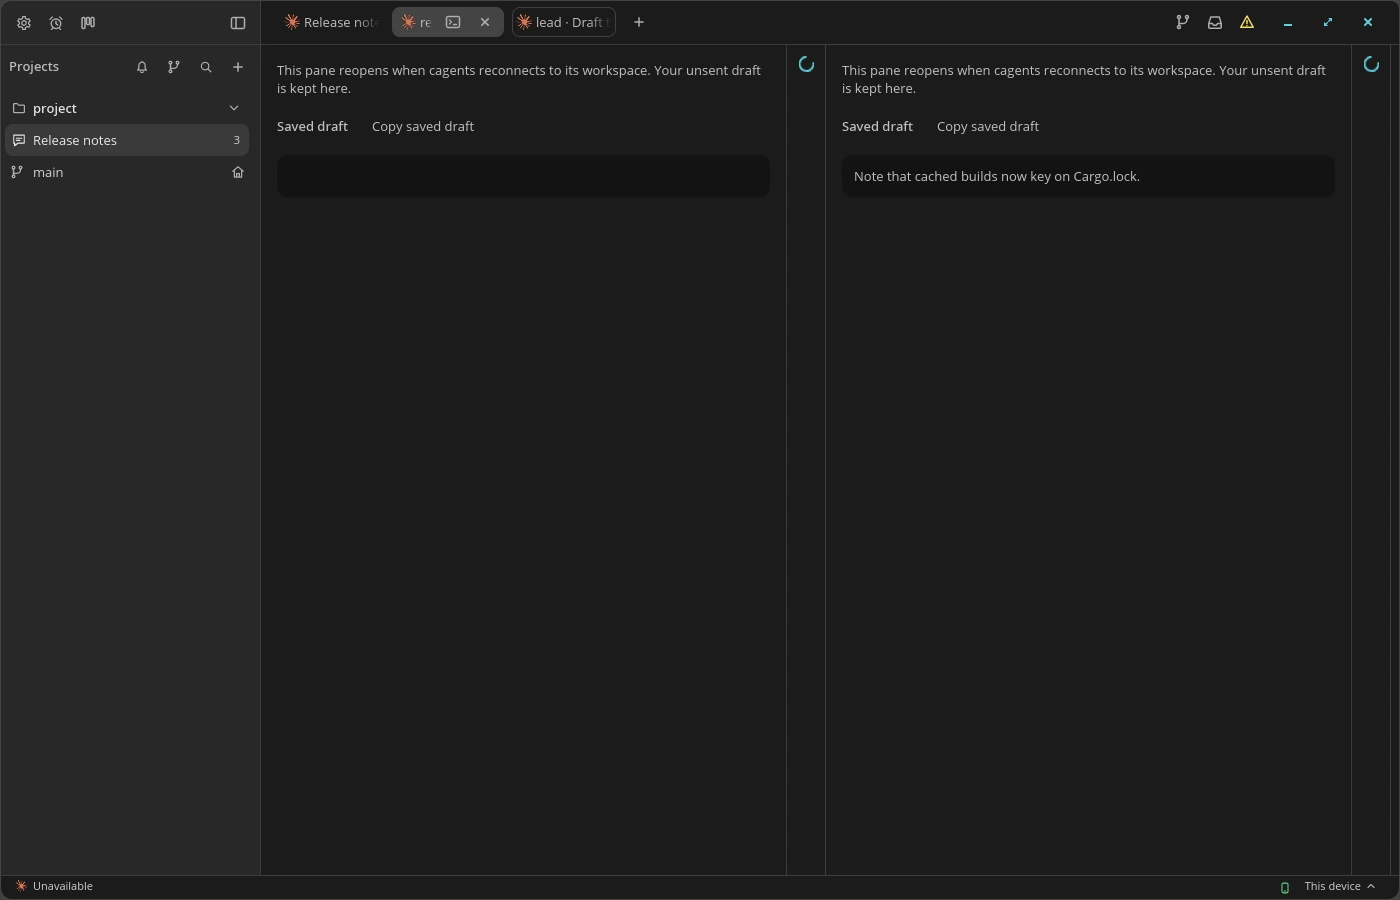 Release not
re
lead · Draft t
Projects
project
Release notes 3
main
This pane reopens when cagents reconnects to its workspace. Your unsent draft
is kept here.
Saved draft Copy saved draft
This pane reopens when cagents reconnects to its workspace. Your unsent draft
is kept here.
Saved draft Copy saved draft
Note that cached builds now key on Cargo.lock.
Unavailable
This device